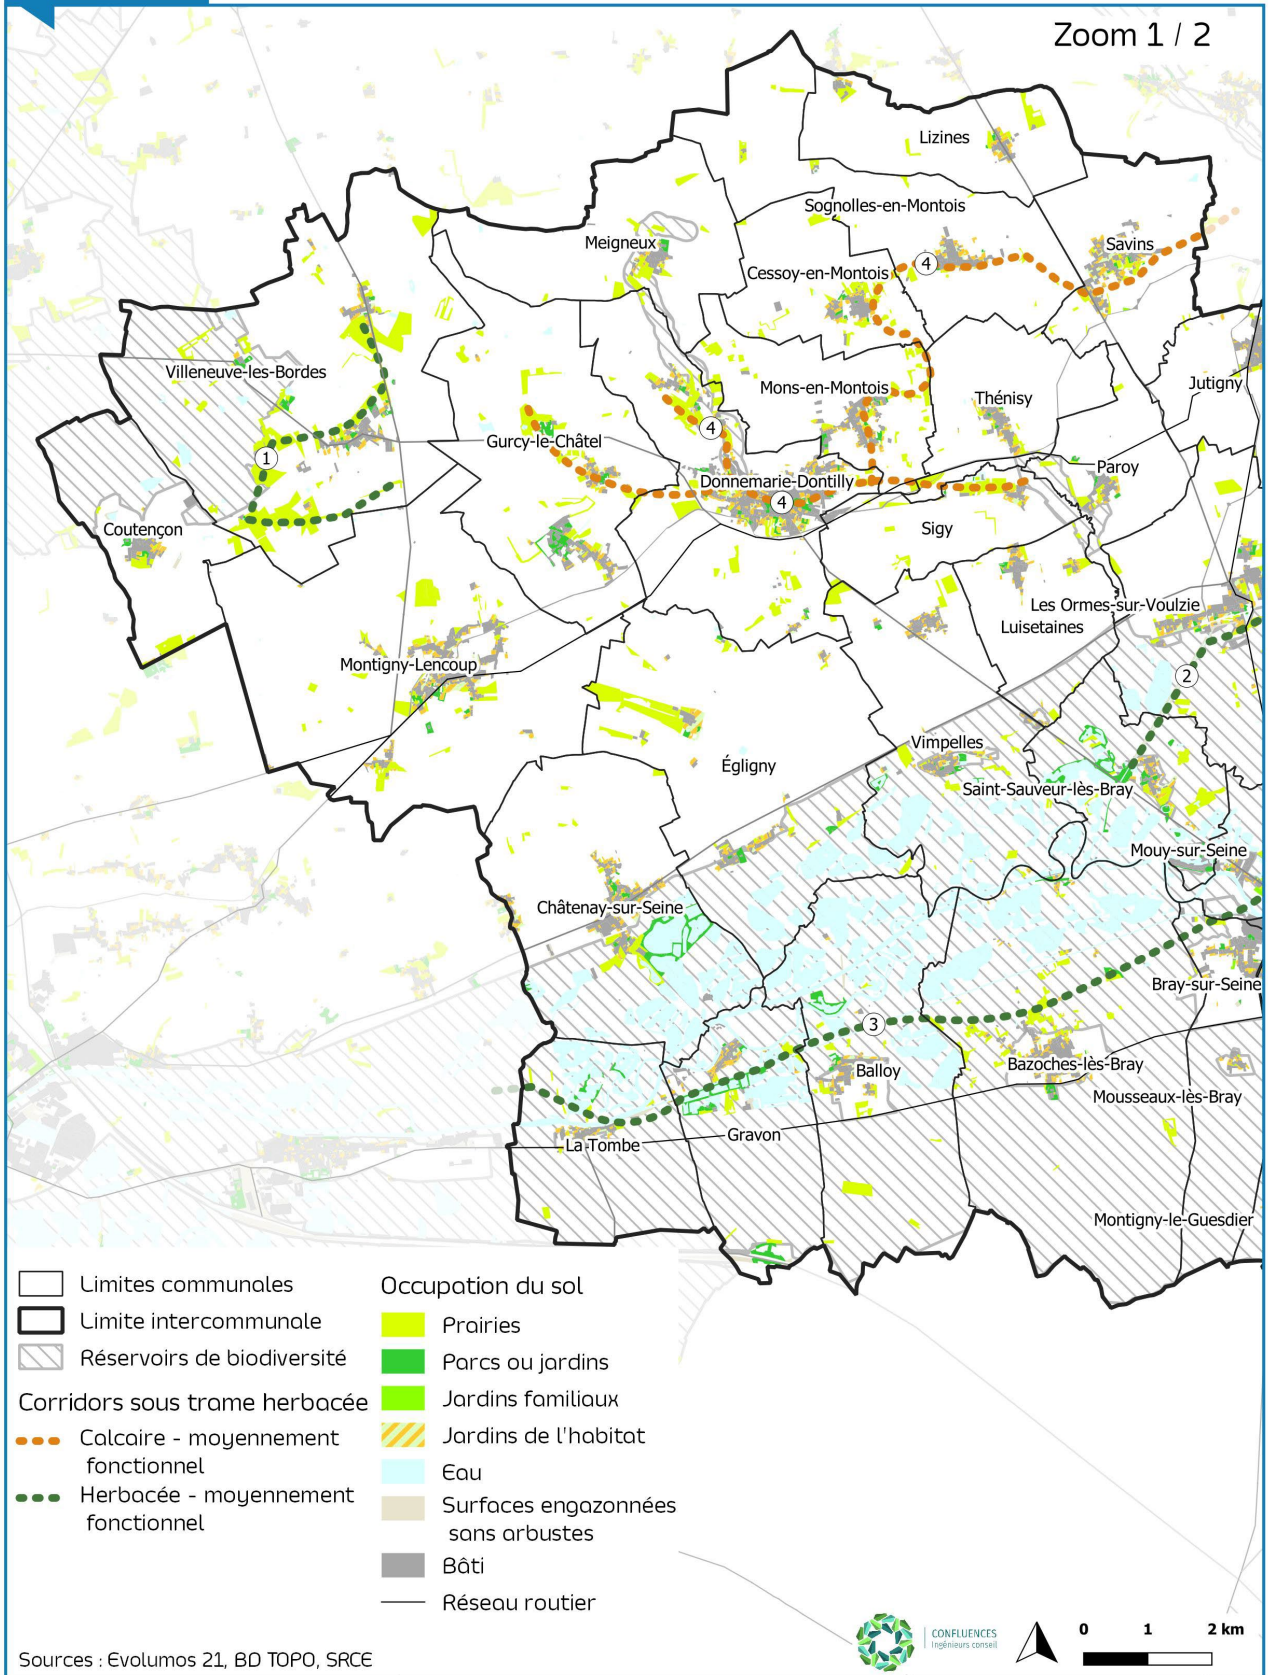 Zoom 1 / 2
Lizines
Sognolles-en-Montois
Meigneux
Savins
4
Cessoy-en-Montois
Villeneuve-les-Bordes
Mons-en-Montois
Jutigny
Thénisy
4
Gurcy-le-Châtel
1
Paroy
Donnemarie-Dontilly
4
Coutençon
Sigy
Les Ormes-sur-Voulzie
Luisetaines
Montigny-Lencoup
2
Vimpelles
Égligny
Saint-Sauveur-lès-Bray
Mouy-sur-Seine
Châtenay-sur-Seine
Bray-sur-Seine
3
Bazoches-lès-Bray
Balloy
Mousseaux-lès-Bray
Gravon
La Tombe
Montigny-le-Guesdier
Limites communales
Limite intercommunale
Réservoirs de biodiversité
Corridors sous trame herbacée
Calcaire - moyennement
fonctionnel
Herbacée - moyennement
fonctionnel
Occupation du sol
Prairies
Parcs ou jardins
Jardins familiaux
Jardins de l'habitat
Eau
Surfaces engazonnées
sans arbustes
Bâti
Réseau routier
CONFLUENCES
Ingénieurs conseil
0 1 2 km
Sources : Evolumos 21, BD TOPO, SRCE